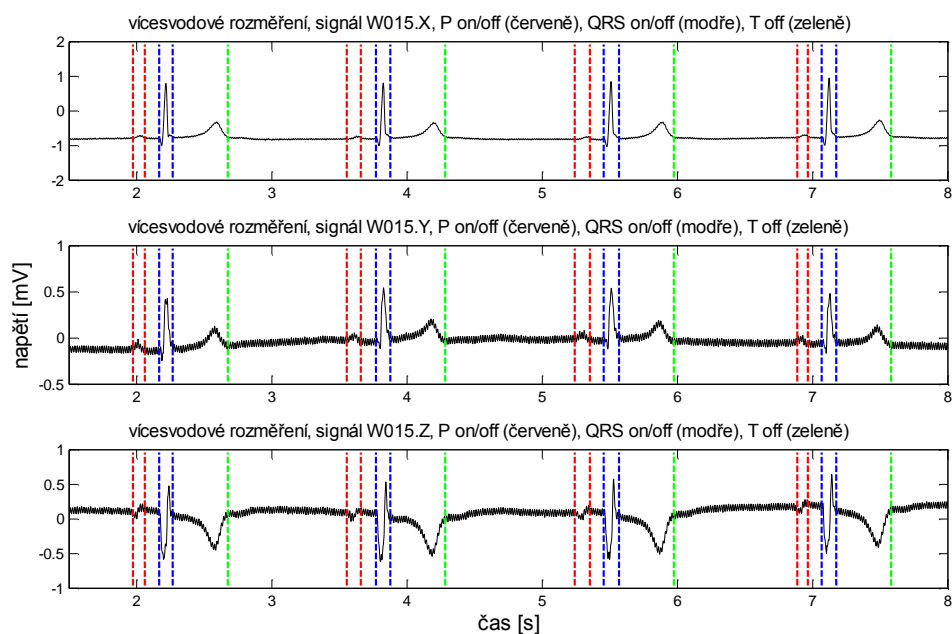 vícesvodové rozměření, signál W015.X, P on/off (červeně), QRS on/off (modře), T off (zeleně)
2
1
0
-1
-2
2 3 4 5 6 7 8
vícesvodové rozměření, signál W015.Y, P on/off (červeně), QRS on/off (modře), T off (zeleně)
napětí [mV]
1
0.5
0
-0.5
2 3 4 5 6 7 8
vícesvodové rozměření, signál W015.Z, P on/off (červeně), QRS on/off (modře), T off (zeleně)
1
0.5
0
-0.5
-1
2 3 4 5 6 7 8
čas [s]